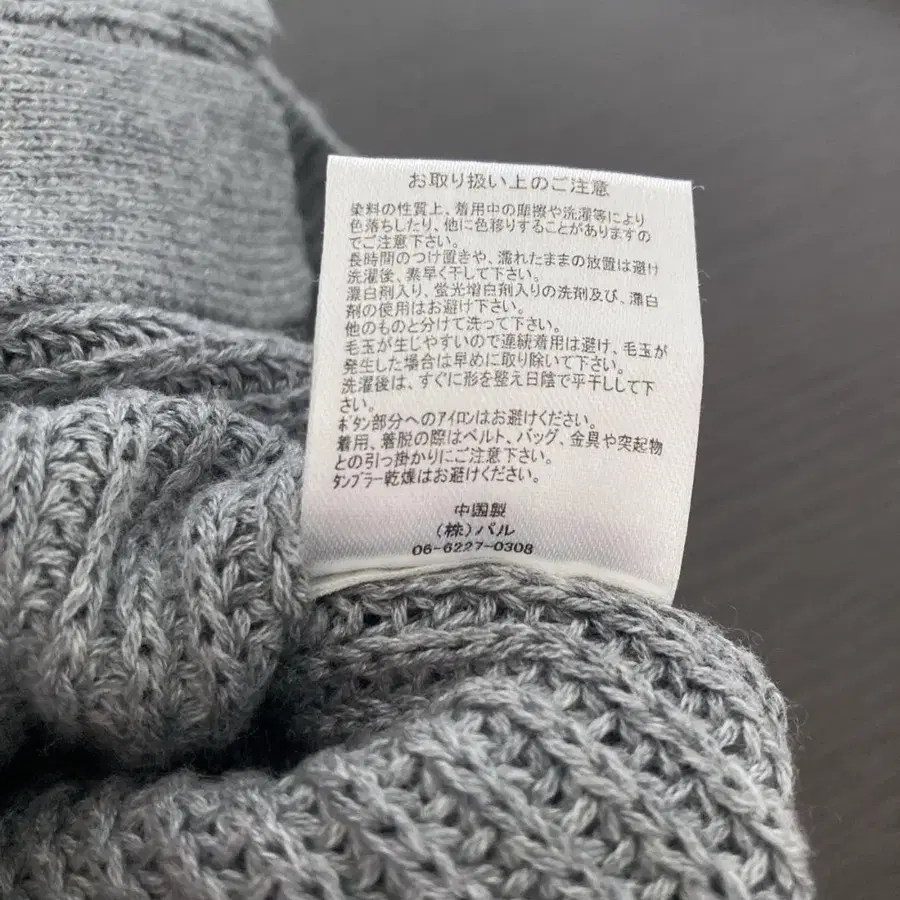 お取り扱い上のご注意
染料の性質上、着用中の摩擦や洗濯等により
色落ちしたり、他に色移りすることがありますの
でご注意下さい。
長時間のつけ置きや、濡れたままの放置は避け
洗濯後、素早く干して下さい。
漂白剤入り、蛍光増白剤入りの洗剤及び、漂白
剤の使用はお避け下さい。
他のものと分けて洗って下さい。
毛玉が生じやすいので連続着用は避け、毛玉が
発生した場合は早めに取り除いて下さい。
洗濯後は、すぐに形を整え日陰で平干しして下
さい。
ボタン部分へのアイロンはお避けください。
着用、着脱の際はベルト、バッグ、金具や突起物
との引っ掛かりにご注意下さい。
タンブラー乾燥はお避けください。
中国製
(株)パル
06-6227-0308